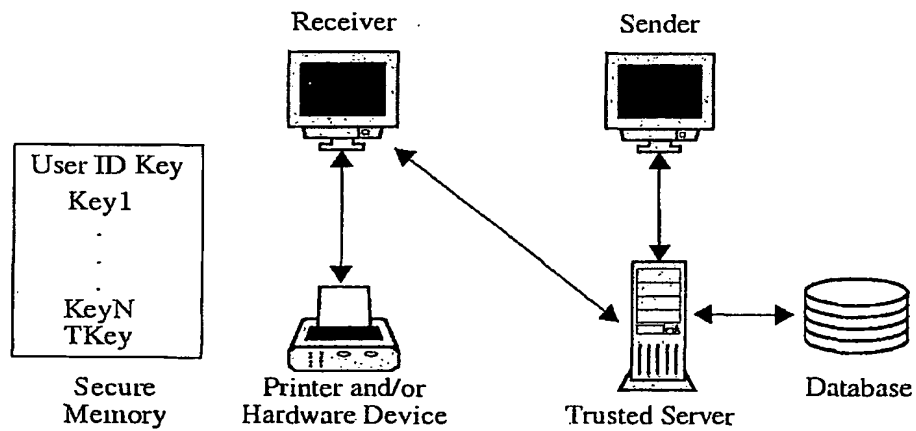 Receiver
Sender
User ID Key
Key1
.
.
.
KeyN
TKey
Secure
Memory
Printer and/or
Hardware Device
Trusted Server
Database